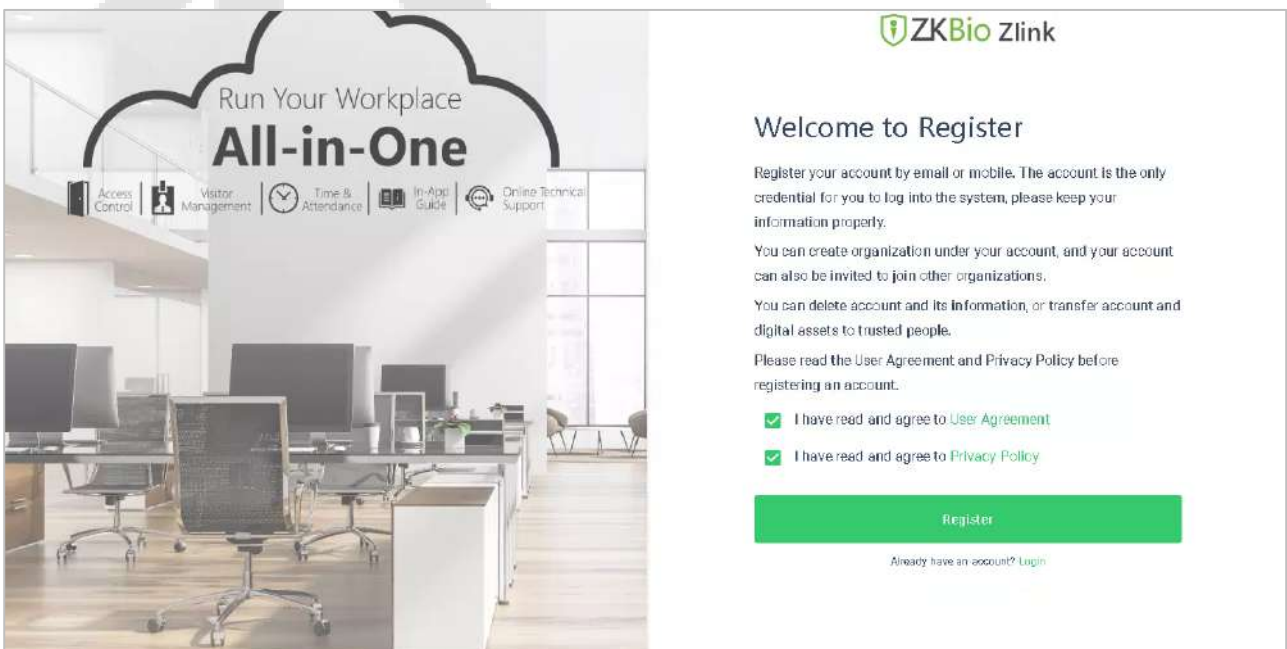 Run Your Workplace
All-in-One
Access
Control
Visitor
Management
Time &
Attendance
In-App
Guide
Online Technical
Support
ZKBio Zlink
Welcome to Register
Register your account by email or mobile. The account is the only
credential for you to log into the system, please keep your
information properly.
You can create organization under your account, and your account
can also be invited to join other organizations.
You can delete account and its information, or transfer account and
digital assets to trusted people.
Please read the User Agreement and Privacy Policy before
registering an account.
I have read and agree to User Agreement
I have read and agree to Privacy Policy
Register
Already have an account? Login